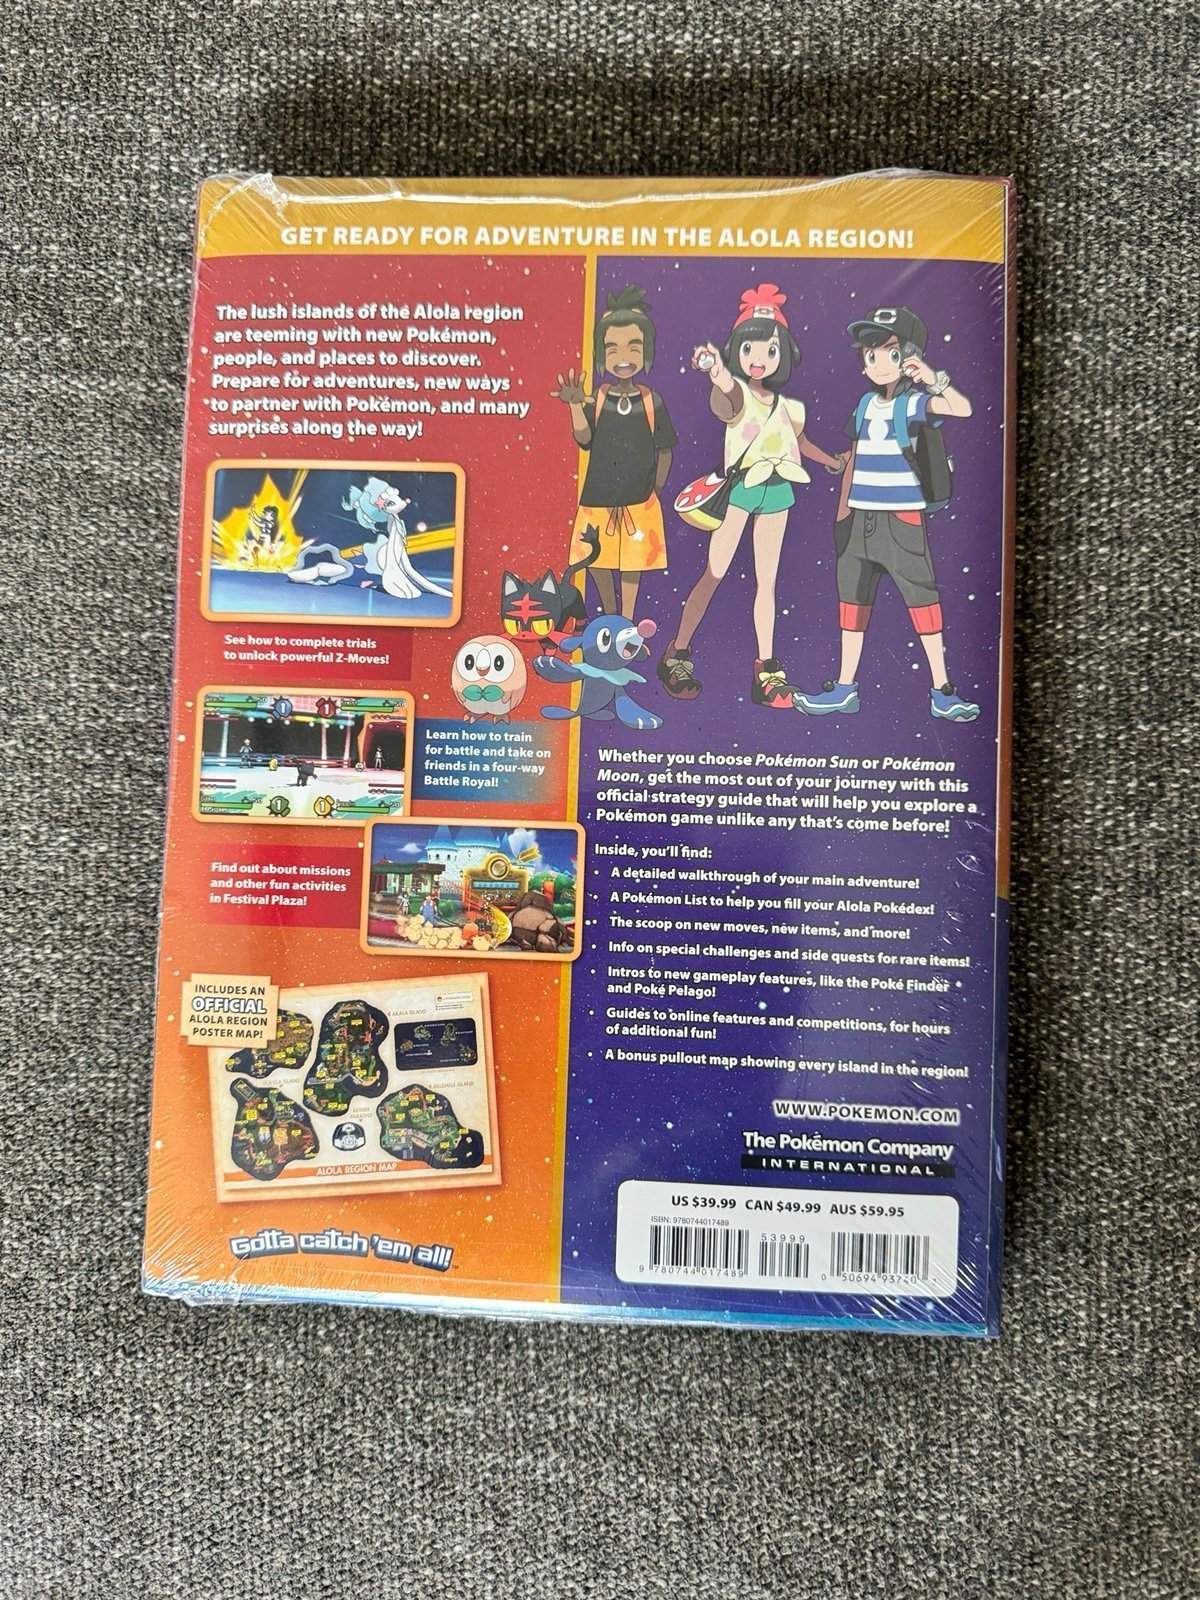 GET READY FOR ADVENTURE IN THE ALOLA REGION!
The lush islands of the Alola region
are teeming with new Pokémon,
people, and places to discover.
Prepare for adventures, new ways
to partner with Pokémon, and many
surprises along the way!
See how to complete trials
to unlock powerful Z-Moves!
Learn how to train
for battle and take on
friends in a four-way
Battle Royal!
Find out about missions
and other fun activities
in Festival Plaza!
INCLUDES AN
OFFICIAL
ALOLA REGION
POSTER MAP!
AKALA ISLAND
MELEMELE ISLAND
AETHER
PARADISE
ALOLA REGION MAP
Gotta catch 'em all!™
Whether you choose Pokémon Sun or Pokémon
Moon, get the most out of your journey with this
official strategy guide that will help you explore a
Pokémon game unlike any that's come before!
Inside, you'll find:
• A detailed walkthrough of your main adventure!
• A Pokémon List to help you fill your Alola Pokédex!
• The scoop on new moves, new items, and more!
• Info on special challenges and side quests for rare items!
• Intros to new gameplay features, like the Poké Finder
and Poké Pelago!
• Guides to online features and competitions, for hours
of additional fun!
• A bonus pullout map showing every island in the region!
WWW.POKEMON.COM
The Pokémon Company
INTERNATIONAL
US $39.99 CAN $49.99 AUS $59.95
ISBN: 9780744017489
53999
9 780744 017489
0 50694 93740